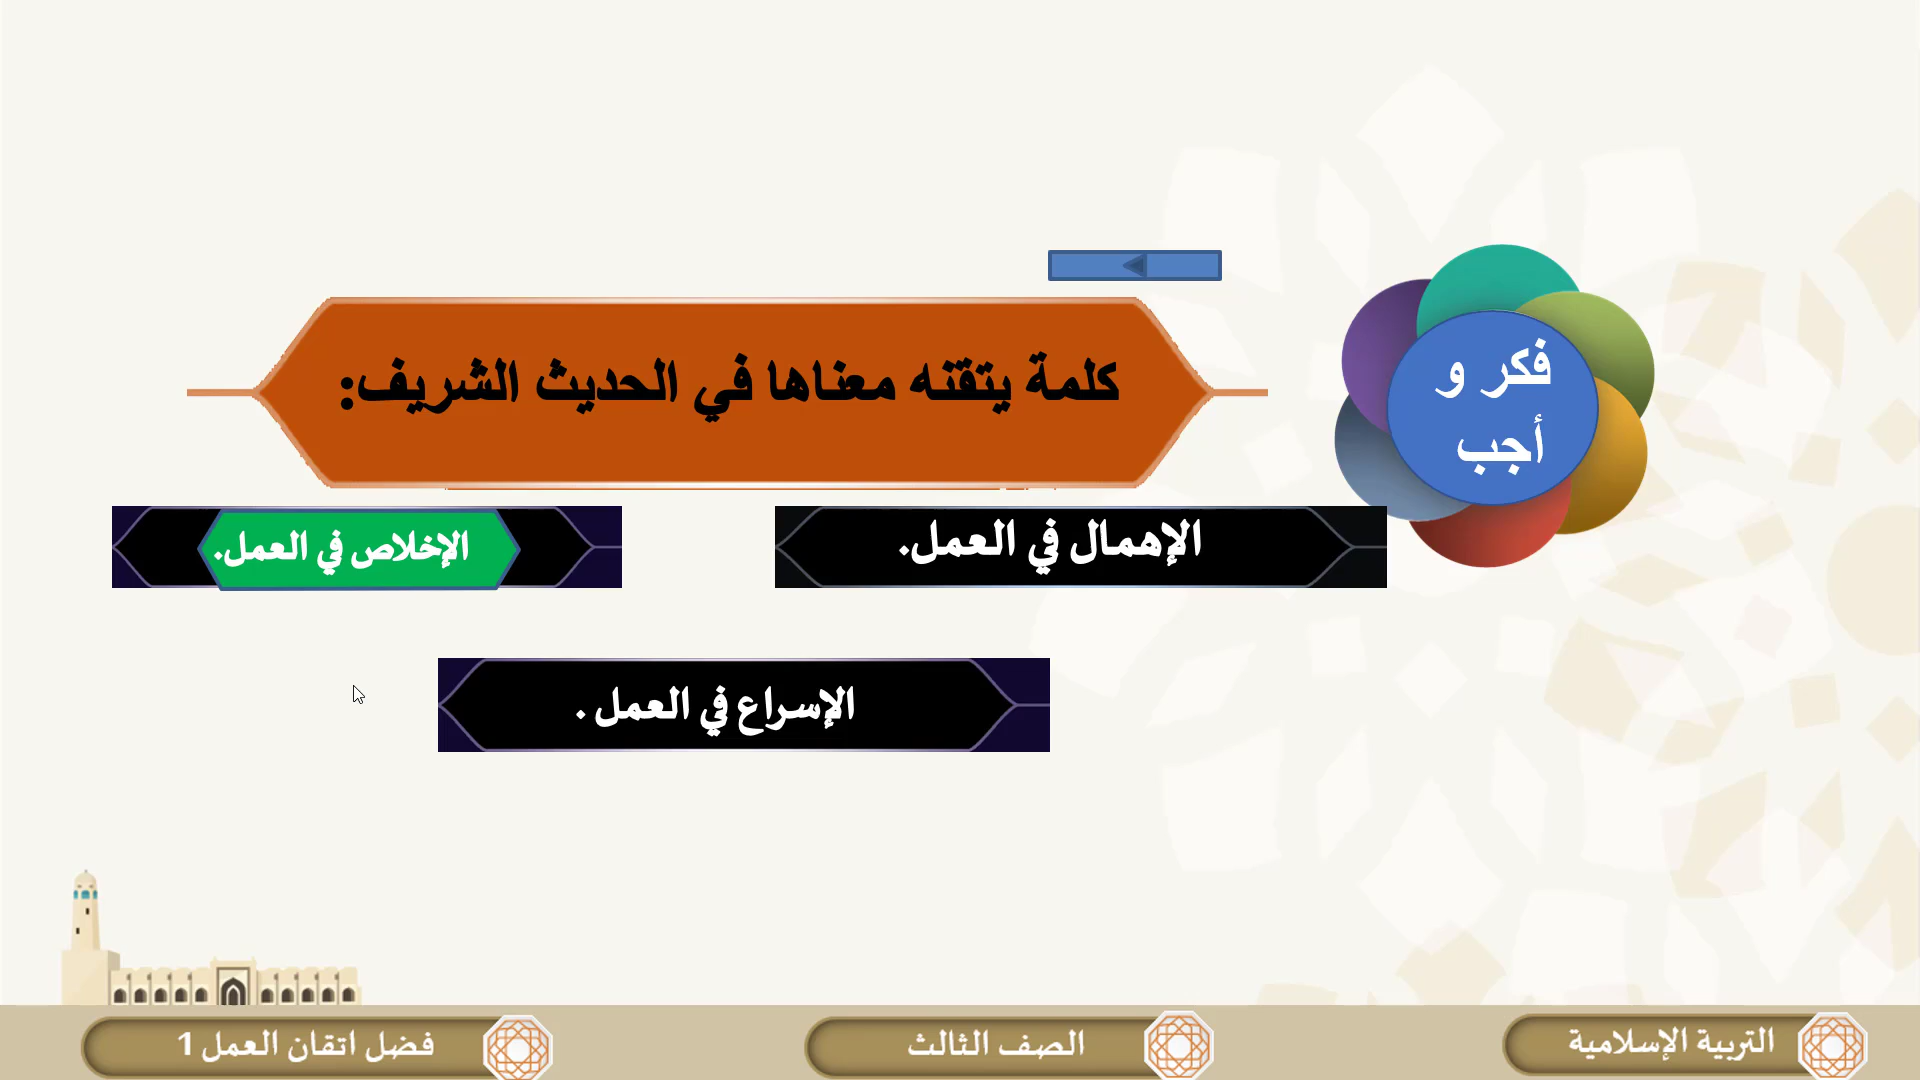 فكر و
أجب
كلمة يتقنه معناها في الحديث الشريف:
الإهمال في العمل.
الإخلاص في العمل.
الإسراع في العمل .
التربية الإسلامية
الصف الثالث
فضل اتقان العمل 1